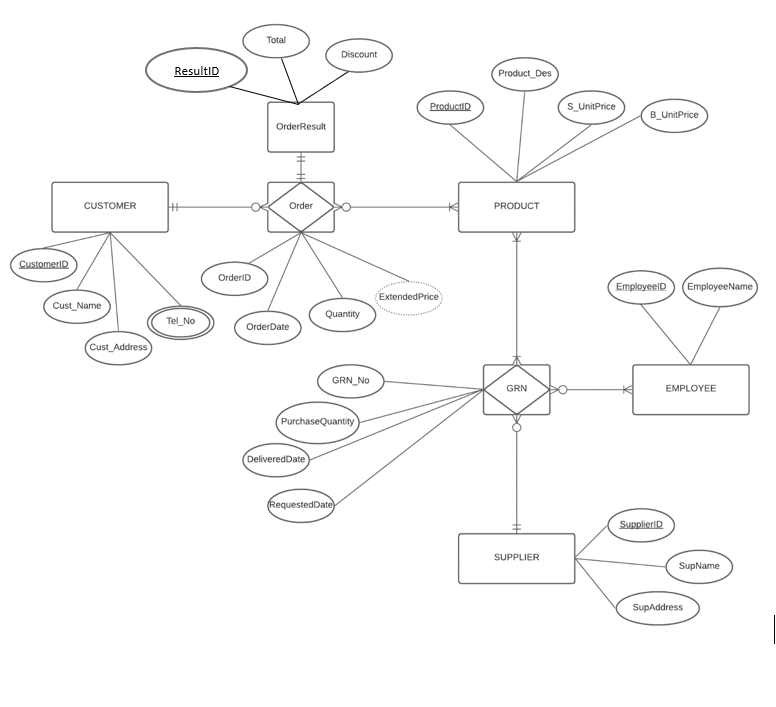 Total
Discount
ResultID
Product_Des
ProductID
S_UnitPrice
B_UnitPrice
OrderResult
CUSTOMER
Order
PRODUCT
CustomerID
OrderID
Cust_Name
Tel_No
Cust_Address
OrderDate
Quantity
ExtendedPrice
EmployeeID
EmployeeName
GRN_No
GRN
EMPLOYEE
PurchaseQuantity
DeliveredDate
RequestedDate
SupplierID
SUPPLIER
SupName
SupAddress